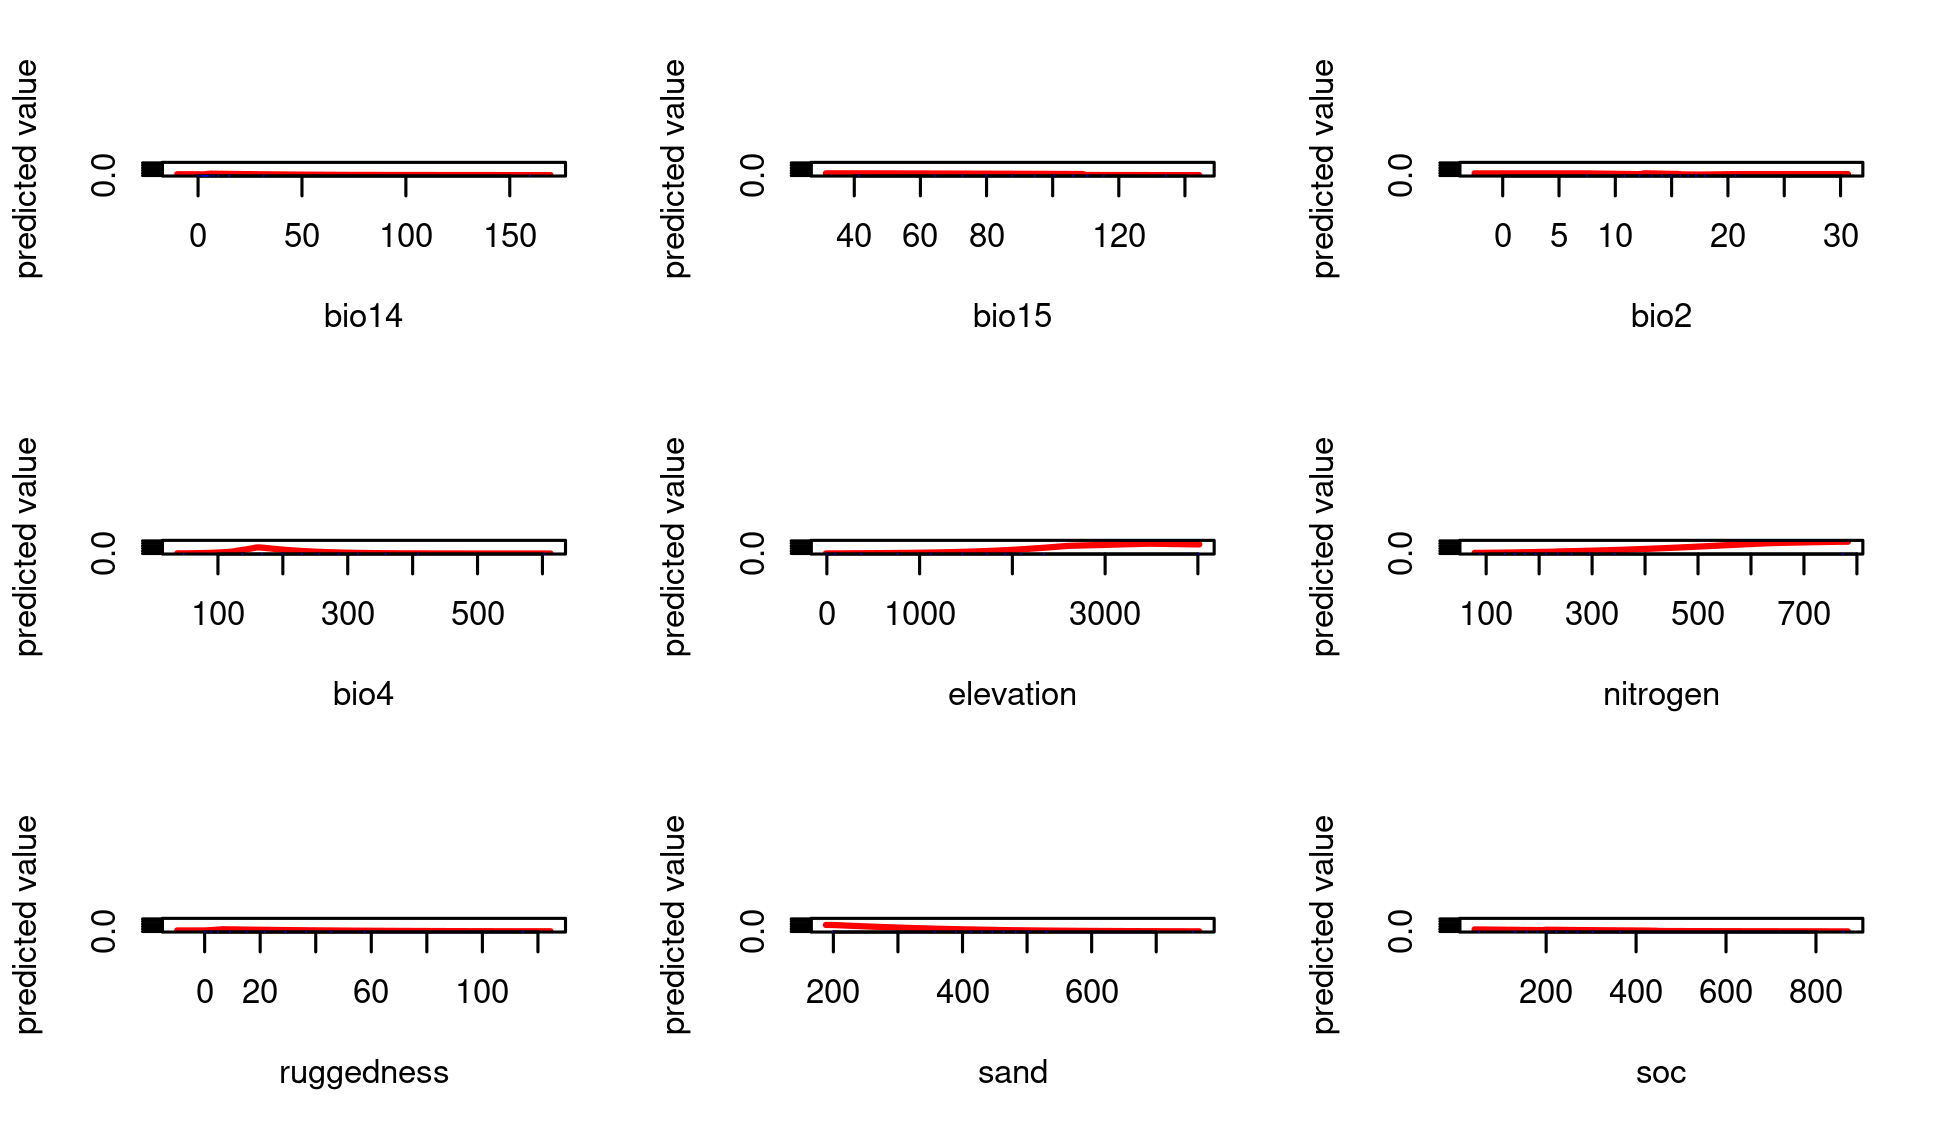 predicted value
0.0
0 50 100 150
bio14
predicted value
0.0
40 60 80 120
bio15
predicted value
0.0
0 5 10 20 30
bio2
predicted value
0.0
100 300 500
bio4
predicted value
0.0
0 1000 3000
elevation
predicted value
0.0
100 300 500 700
nitrogen
predicted value
0.0
0 20 60 100
ruggedness
predicted value
0.0
200 400 600
sand
predicted value
0.0
200 400 600 800
soc